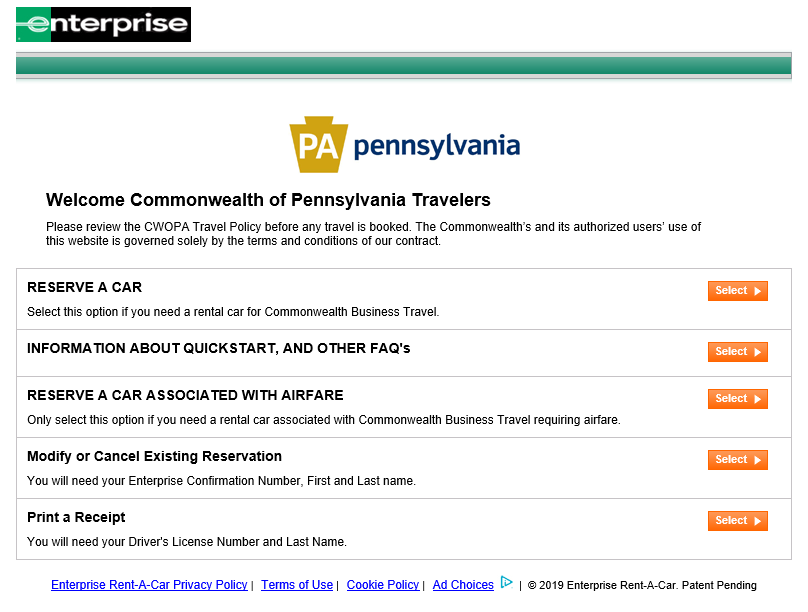 enterprise
PA pennsylvania
Welcome Commonwealth of Pennsylvania Travelers
Please review the CWOPA Travel Policy before any travel is booked. The Commonwealth's and its authorized users' use of
this website is governed solely by the terms and conditions of our contract.
RESERVE A CAR
Select
Select this option if you need a rental car for Commonwealth Business Travel.
INFORMATION ABOUT QUICKSTART, AND OTHER FAQ's
Select
RESERVE A CAR ASSOCIATED WITH AIRFARE
Select
Only select this option if you need a rental car associated with Commonwealth Business Travel requiring airfare.
Modify or Cancel Existing Reservation
Select
You will need your Enterprise Confirmation Number, First and Last name.
Print a Receipt
Select
You will need your Driver's License Number and Last Name.
Enterprise Rent-A-Car Privacy Policy | Terms of Use | Cookie Policy | Ad Choices | © 2019 Enterprise Rent-A-Car. Patent Pending